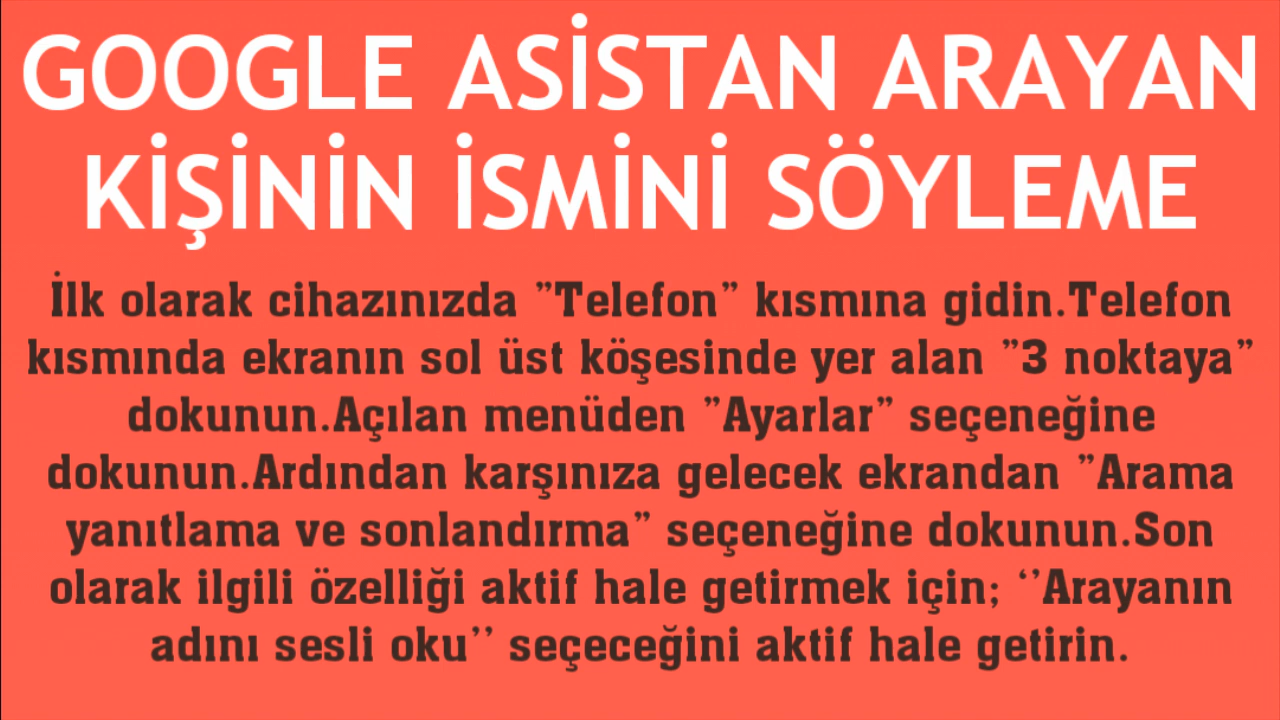 GOOGLE ASİSTAN ARAYAN
KİŞİNİN İSMİNİ SÖYLEME
İlk olarak cihazınızda ”Telefon” kısmına gidin.Telefon
kısmında ekranın sol üst köşesinde yer alan ”3 noktaya”
dokunun.Açılan menüden ”Ayarlar” seçeneğine
dokunun.Ardından karşınıza gelecek ekrandan ”Arama
yanıtlama ve sonlandırma” seçeneğine dokunun.Son
olarak ilgili özelliği aktif hale getirmek için; ‘’Arayanın
adını sesli oku’’ seçeceğini aktif hale getirin.